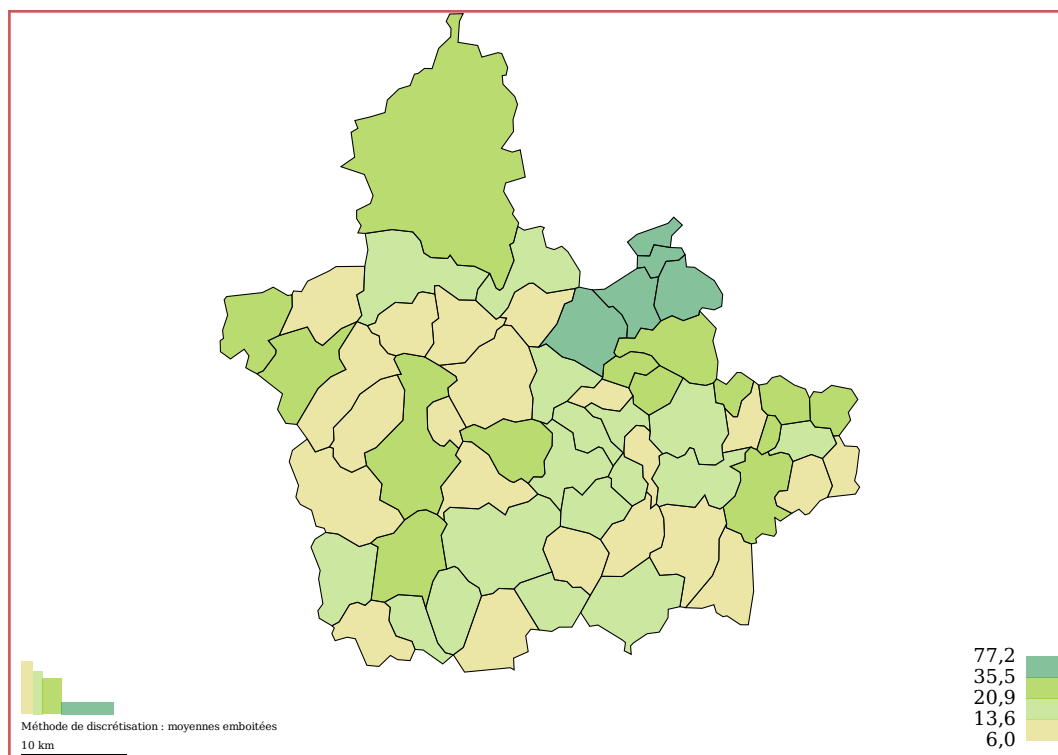 77,2
35,5
20,9
13,6
6,0
Méthode de discrétisation : moyennes emboitées
10 km